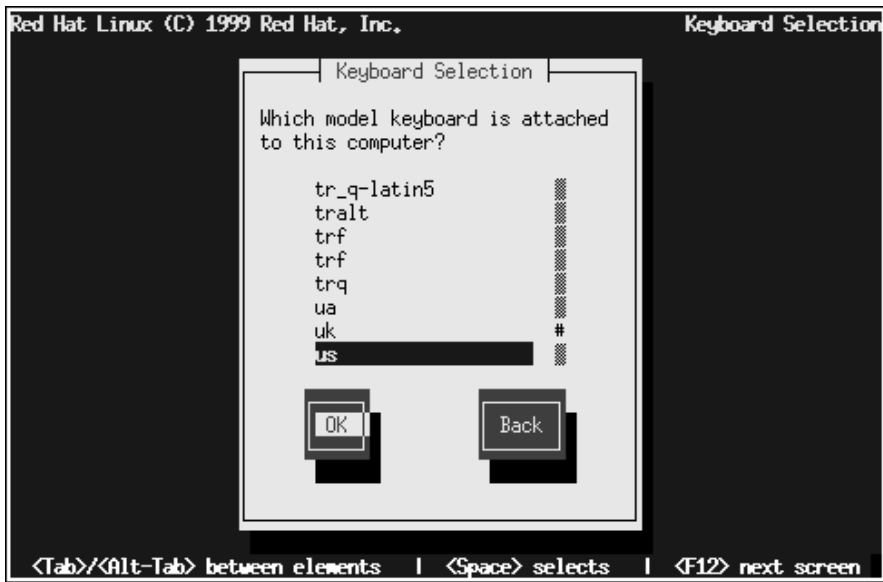 Red Hat Linux (C) 1999 Red Hat, Inc. Keyboard Selection
Keyboard Selection
Which model keyboard is attached
to this computer?
tr_q-latin5
tralt
trf
trf
trq
ua
uk #
us
OK Back
<Tab>/<Alt-Tab> between elements | <Space> selects | <F12> next screen